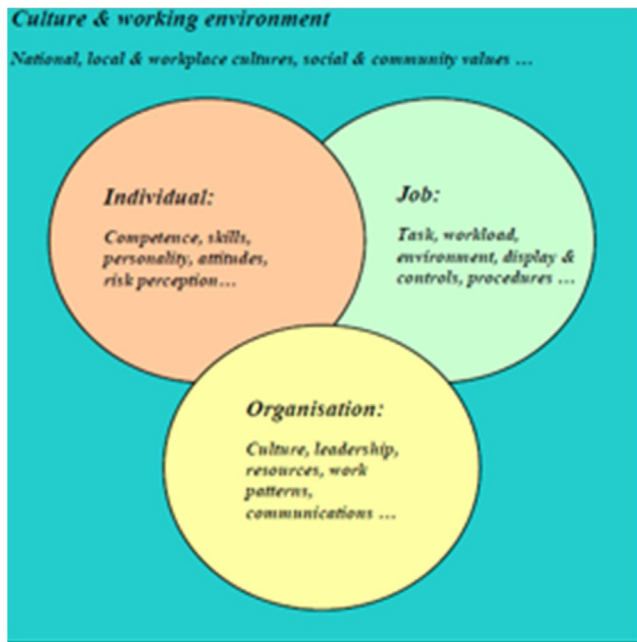 Culture & working environment
National, local & workplace cultures, social & community values ...
Individual:
Competence, skills,
personality, attitudes,
risk perception...
Job:
Task, workload,
environment, display &
controls, procedures ...
Organisation:
Culture, leadership,
resources, work
patterns,
communications ...